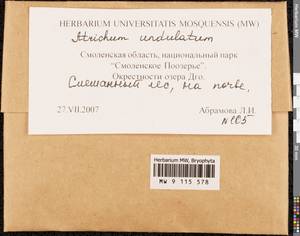 HERBARIUM UNIVERSITATIS MOSQUENSIS (MW)
Atrichum undulatum
Смоленская область, национальный парк
"Смоленское Поозерье".
Окрестности озера Дго.
Смешанный лес, на почве,
27.VII.2007
Абрамова Л.И.
№ 205
Herbarium MW, Bryophyta
MW 9 115 578